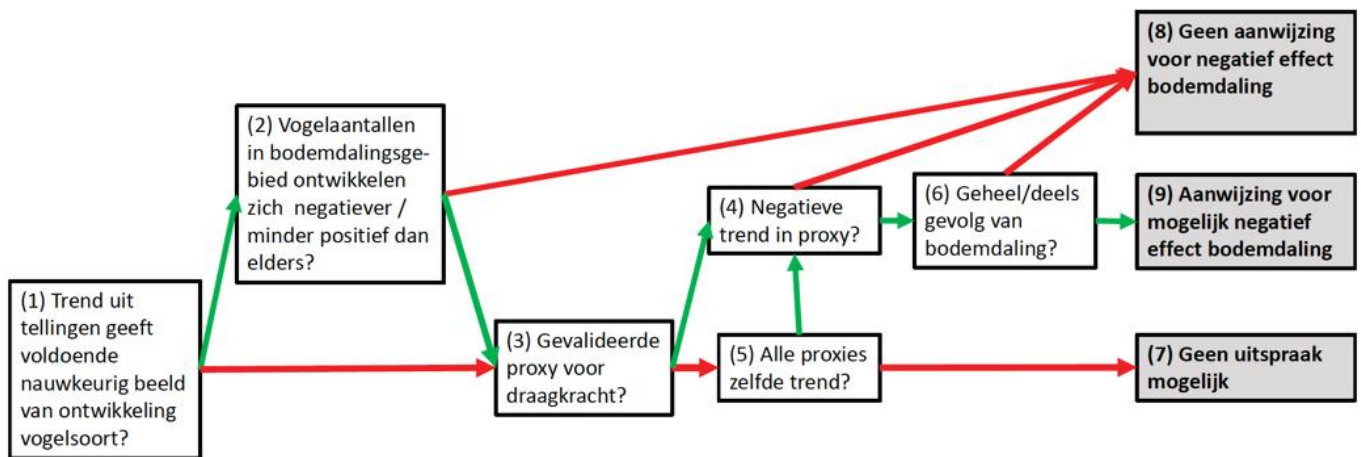 (8) Geen aanwijzing
voor negatief effect
bodemdaling
(2) Vogelaantallen
in bodemdalingsge-
bied ontwikkelen
zich negatiever /
minder positief dan
elders?
(4) Negatieve
trend in proxy?
(6) Geheel/deels
gevolg van
bodemdaling?
(9) Aanwijzing voor
mogelijk negatief
effect bodemdaling
(1) Trend uit
tellingen geeft
voldoende
nauwkeurig beeld
van ontwikkeling
vogelsoort?
(3) Gevalideerde
proxy voor
draagkracht?
(5) Alle proxies
zelfde trend?
(7) Geen uitspraak
mogelijk